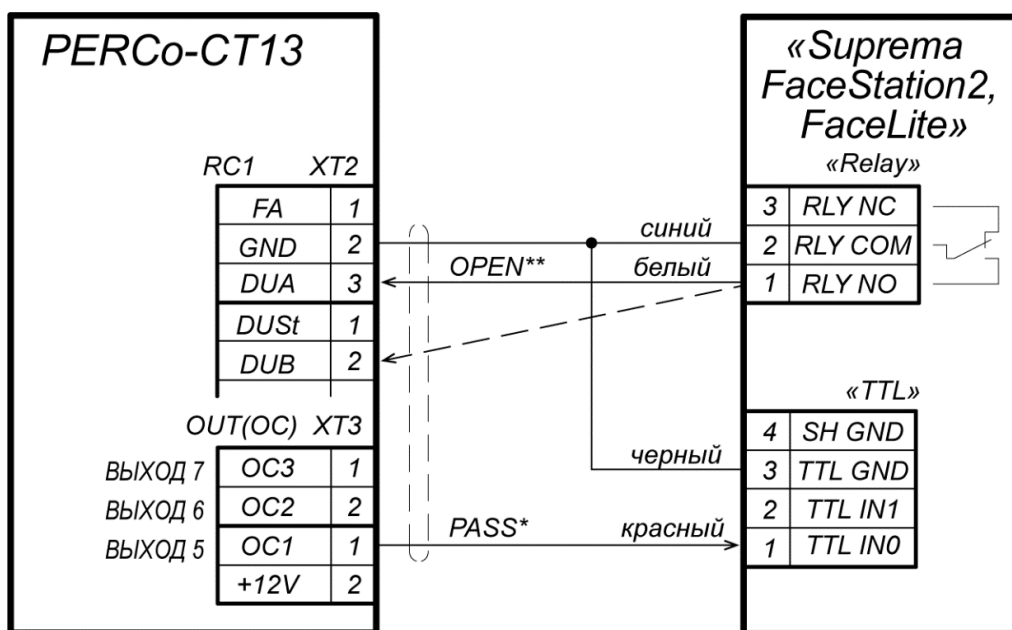 PERCo-CT13
«Suprema
FaceStation2,
FaceLite»
«Relay»
RC1 XT2
FA 1
GND 2
DUA 3
DUSt 1
DUB 2
синий
OPEN** белый
3 RLY NC
2 RLY COM
1 RLY NO
OUT(OC) XT3
ВЫХОД 7 OC3 1
ВЫХОД 6 OC2 2
ВЫХОД 5 OC1 1
+12V 2
черный
PASS* красный
«TTL»
4 SH GND
3 TTL GND
2 TTL IN1
1 TTL IN0